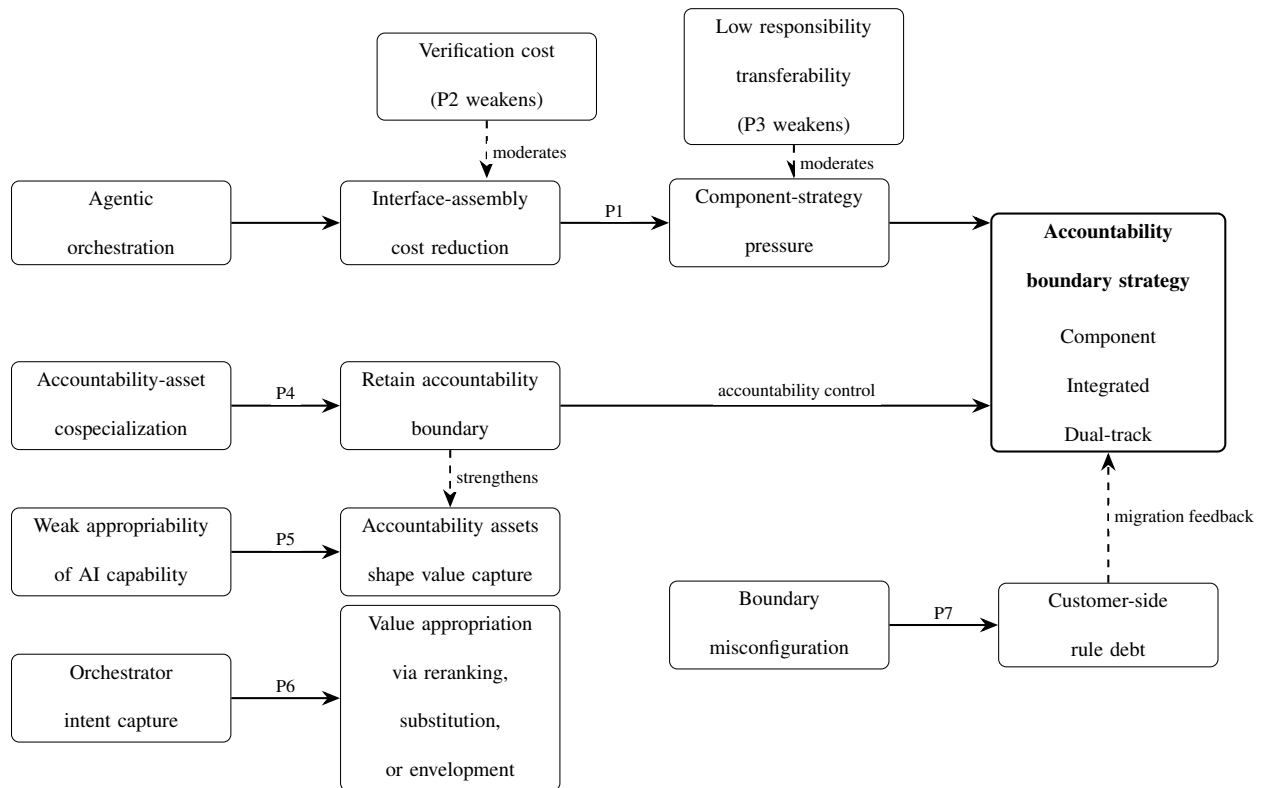 Verification cost
(P2 weakens)
moderates
Low responsibility
transferability
(P3 weakens)
moderates
Agentic
orchestration
Interface-assembly
cost reduction
P1
Component-strategy
pressure
Accountability
boundary strategy
Component
Integrated
Dual-track
Accountability-asset
cospecialization
P4
Retain accountability
boundary
accountability control
strengthens
Weak appropriability
of AI capability
P5
Accountability assets
shape value capture
migration feedback
Boundary
misconfiguration
P7
Customer-side
rule debt
Orchestrator
intent capture
P6
Value appropriation
via reranking,
substitution,
or envelopment